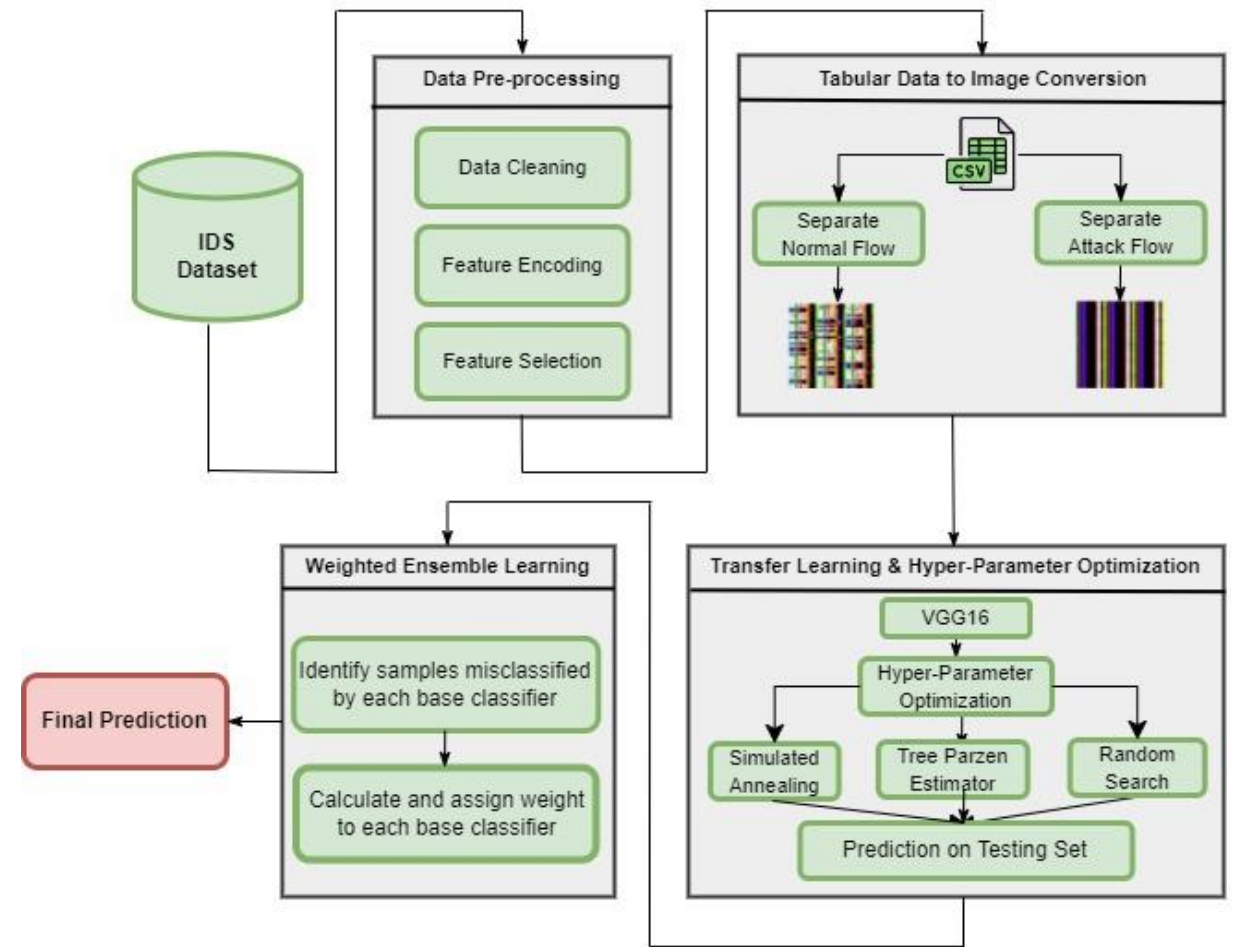 IDS
Dataset
Data Pre-processing
Data Cleaning
Feature Encoding
Feature Selection
Tabular Data to Image Conversion
CSV
Separate
Normal Flow
Separate
Attack Flow
Transfer Learning & Hyper-Parameter Optimization
VGG16
Hyper-Parameter
Optimization
Simulated
Annealing
Tree Parzen
Estimator
Random
Search
Prediction on Testing Set
Weighted Ensemble Learning
Identify samples misclassified
by each base classifier
Calculate and assign weight
to each base classifier
Final Prediction